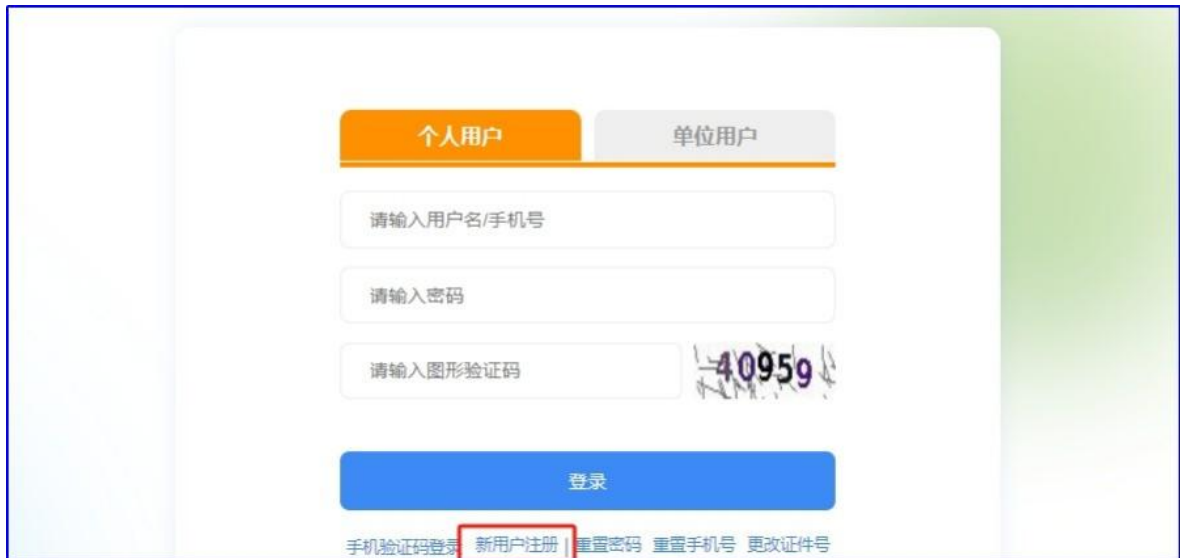 个人用户 单位用户
请输入用户名/手机号
请输入密码
请输入图形验证码 40959
登录
手机验证码登录 新用户注册 | 重置密码 重置手机号 更改证件号